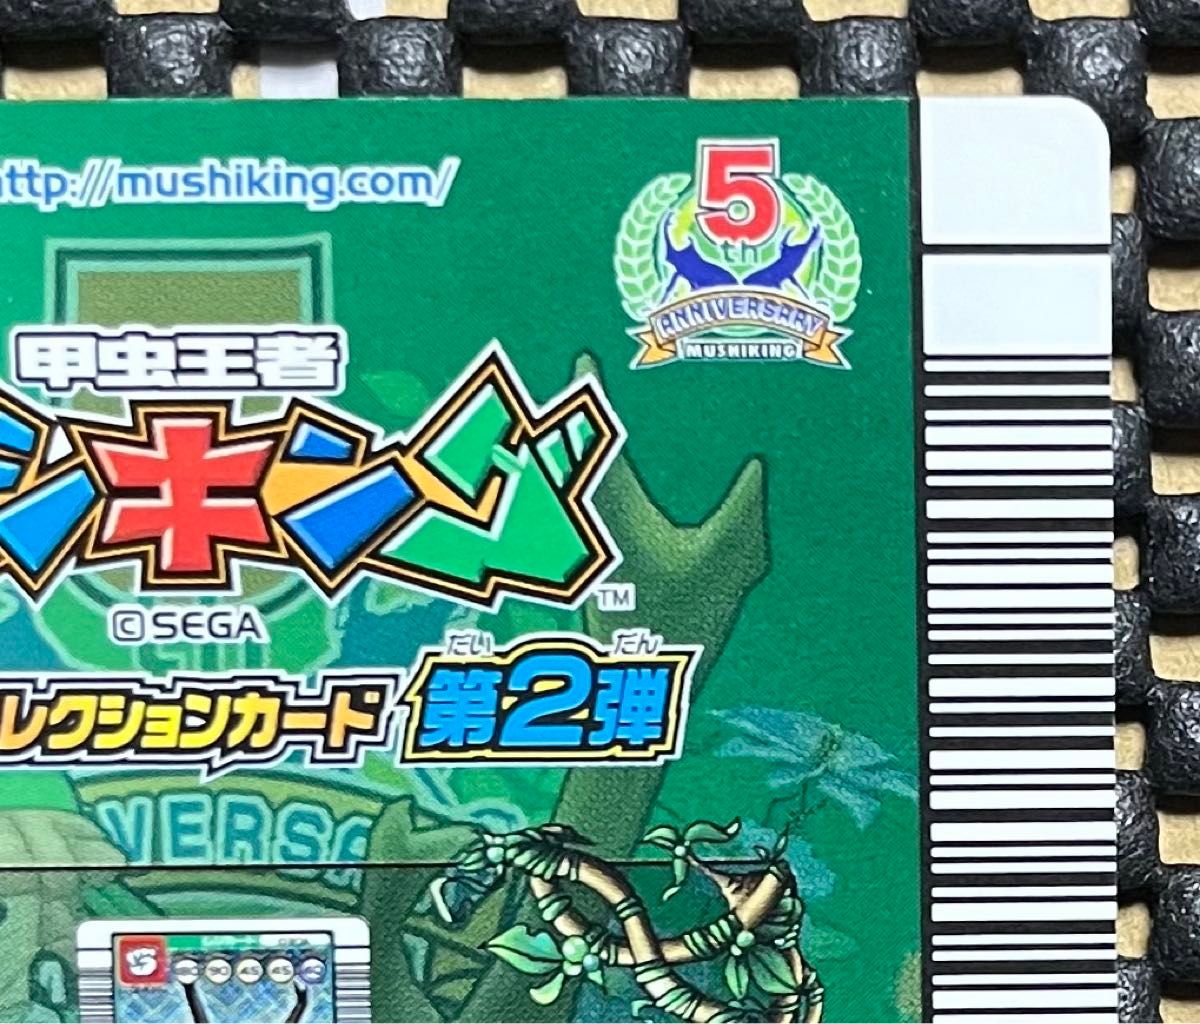 http://mushiking.com/
5
th
ANNIVERSARY
MUSHIKING
甲虫王者
シキング
TM
©SEGA
レクションカード 第2弾
だい だん
VERSA